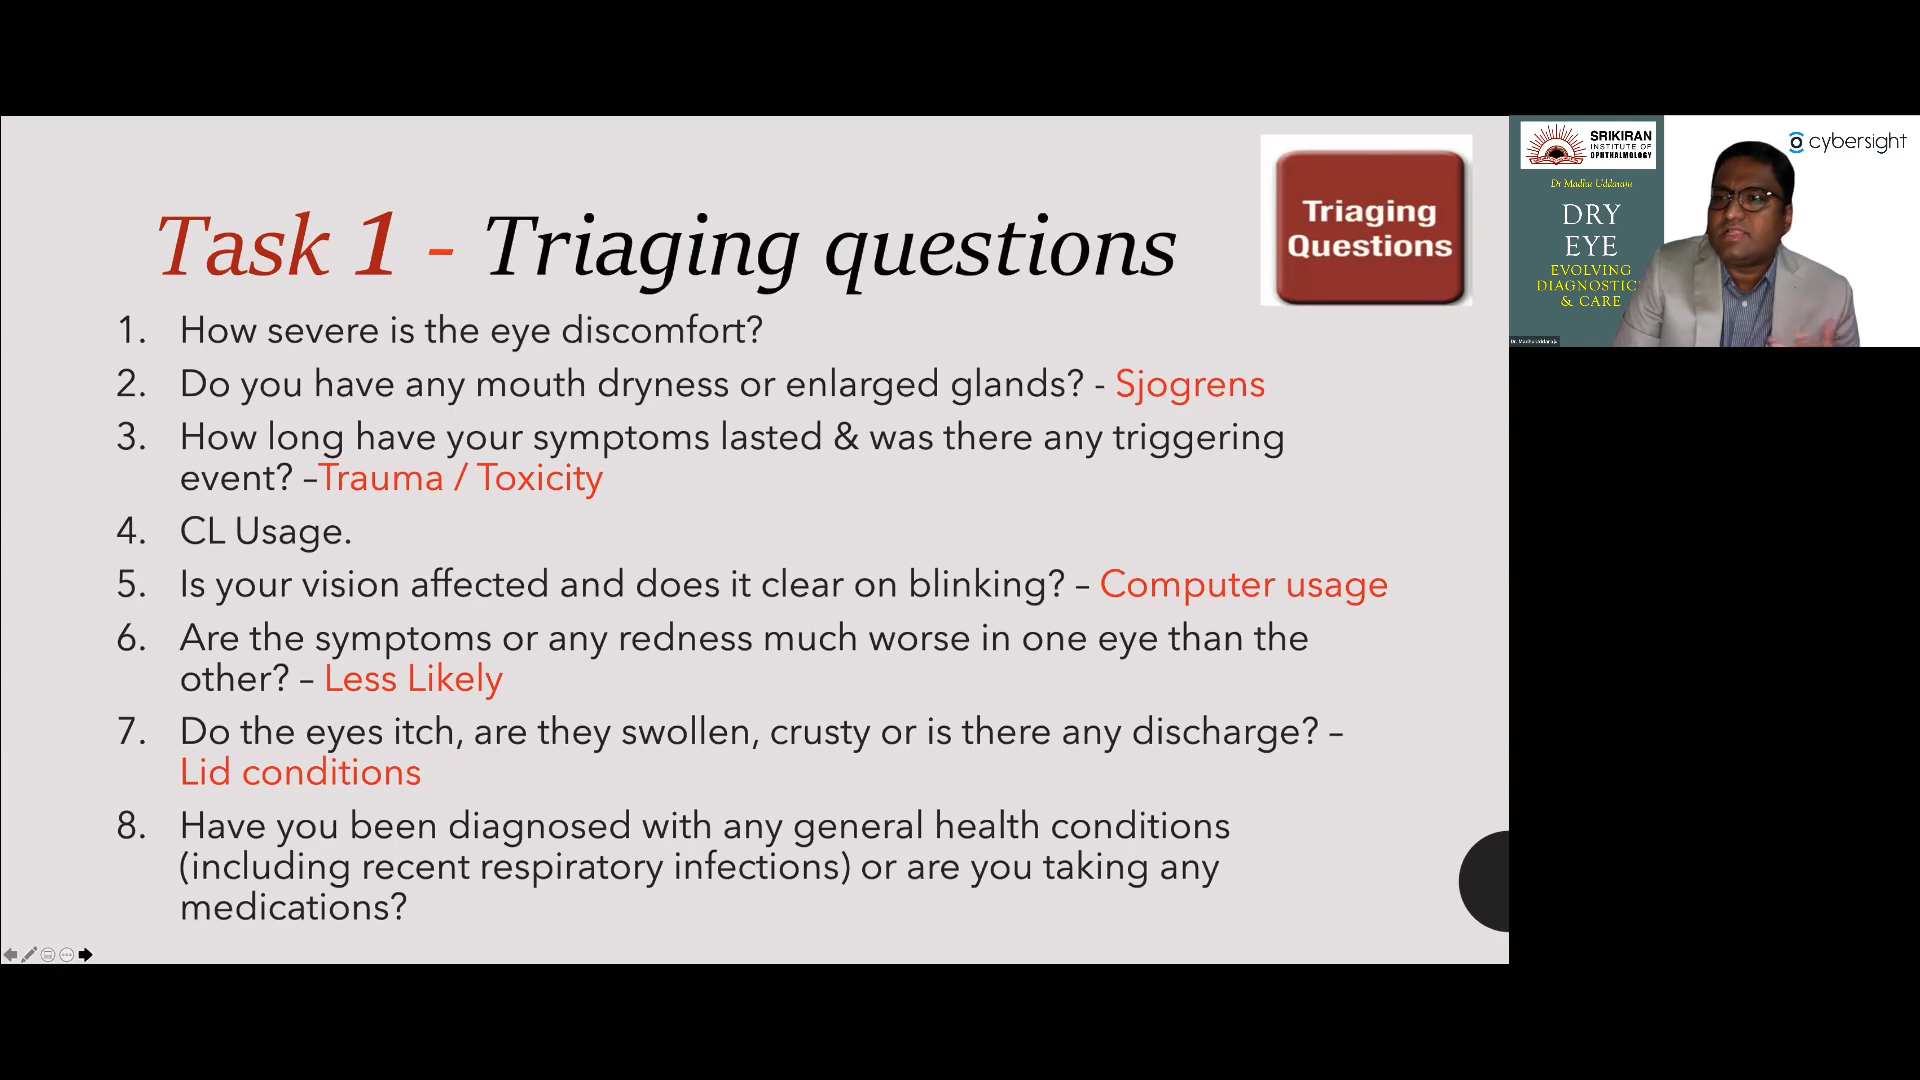 Task 1 - Triaging questions
Triaging
Questions
1. How severe is the eye discomfort?
2. Do you have any mouth dryness or enlarged glands? - Sjogrens
3. How long have your symptoms lasted & was there any triggering
event? –Trauma / Toxicity
4. CL Usage.
5. Is your vision affected and does it clear on blinking? – Computer usage
6. Are the symptoms or any redness much worse in one eye than the
other? – Less Likely
7. Do the eyes itch, are they swollen, crusty or is there any discharge? –
Lid conditions
8. Have you been diagnosed with any general health conditions
(including recent respiratory infections) or are you taking any
medications?
SRIKIRAN
INSTITUTE OF
OPHTHALMOLOGY
Dr Madhu Uddaraju
DRY
EYE
EVOLVING
DIAGNOSTIC
& CARE
cybersight
Dr. Madhu Uddaraju